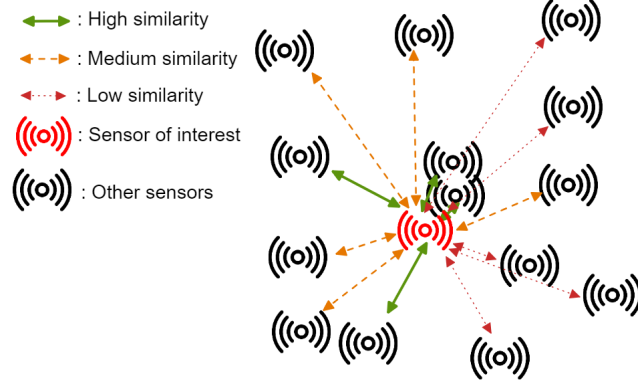 : High similarity
: Medium similarity
: Low similarity
: Sensor of interest
: Other sensors